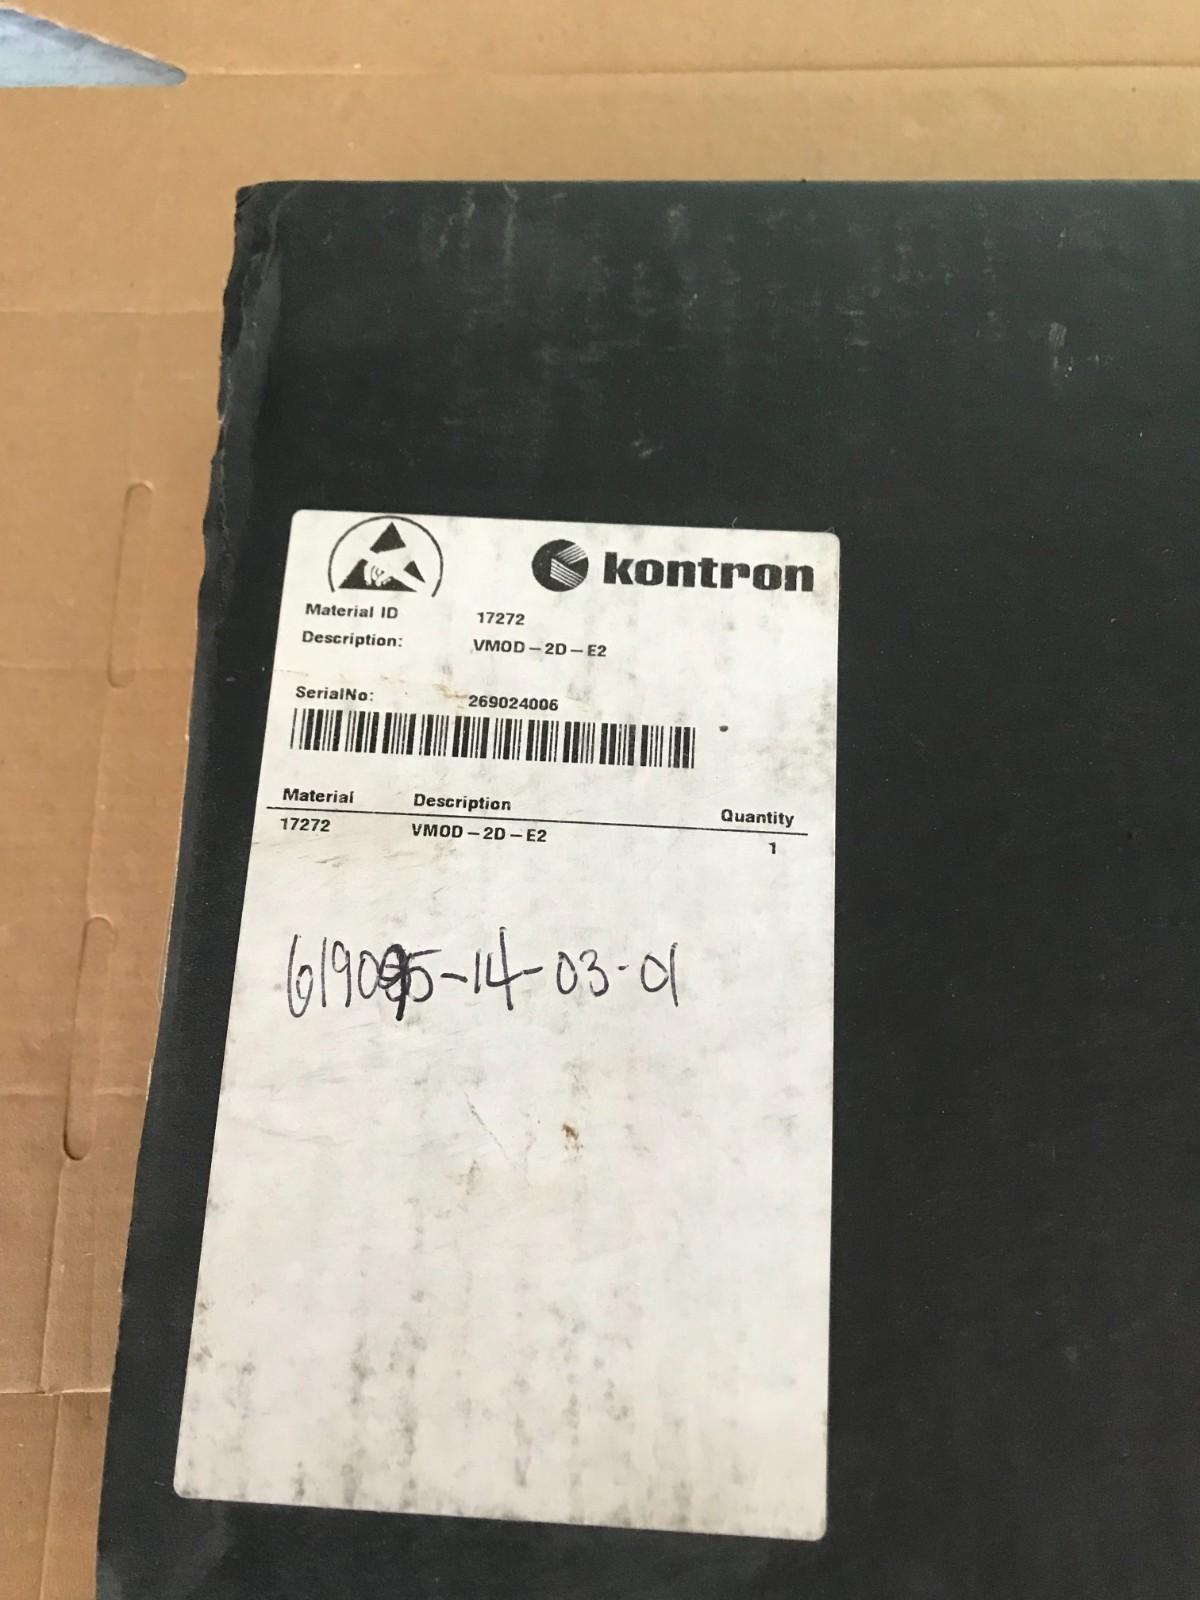 kontron
Material ID 17272
Description: VMOD-2D-E2
SerialNo: 269024006
Material Description Quantity
17272 VMOD-2D-E2 1
619095-14-03-01